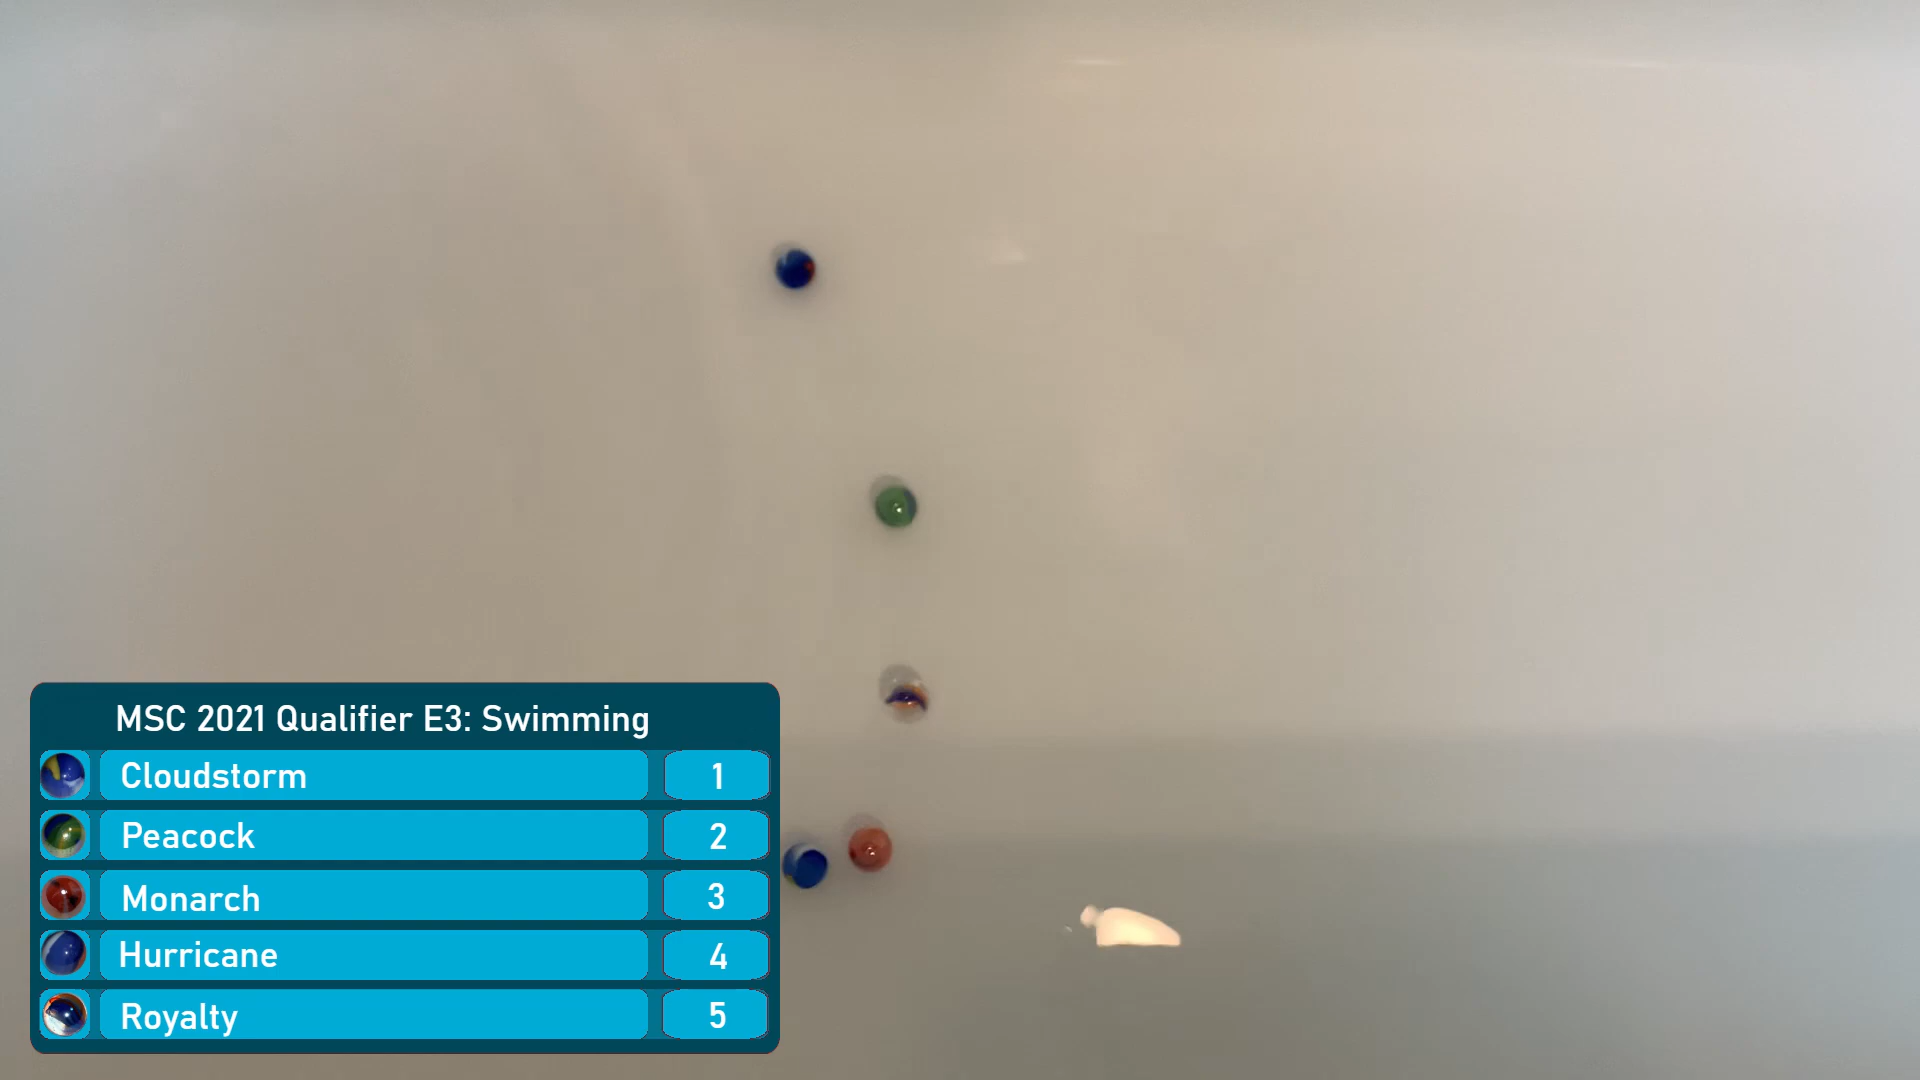 MSC 2021 Qualifier E3: Swimming
Cloudstorm 1
Peacock 2
Monarch 3
Hurricane 4
Royalty 5